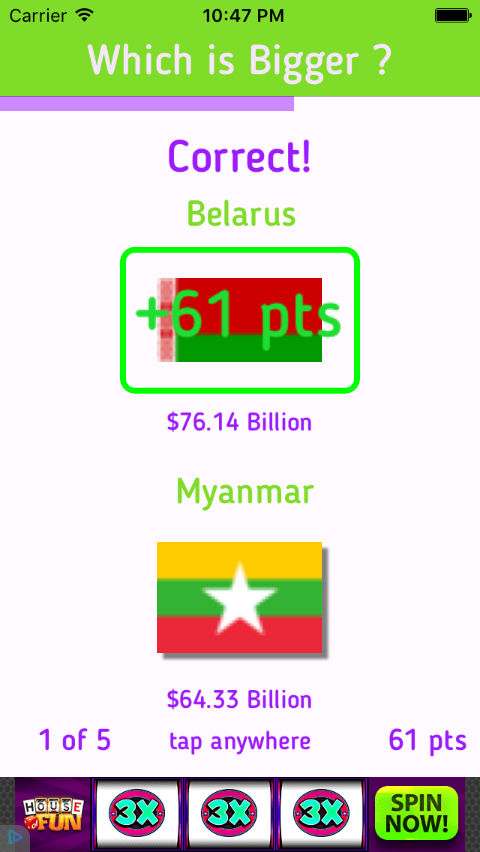 Carrier 10:47 PM
Which is Bigger ?
Correct!
Belarus
+61 pts
$76.14 Billion
Myanmar
$64.33 Billion
1 of 5 tap anywhere 61 pts
HOUSE
OF FUN
3X 3X 3X
SPIN
NOW!